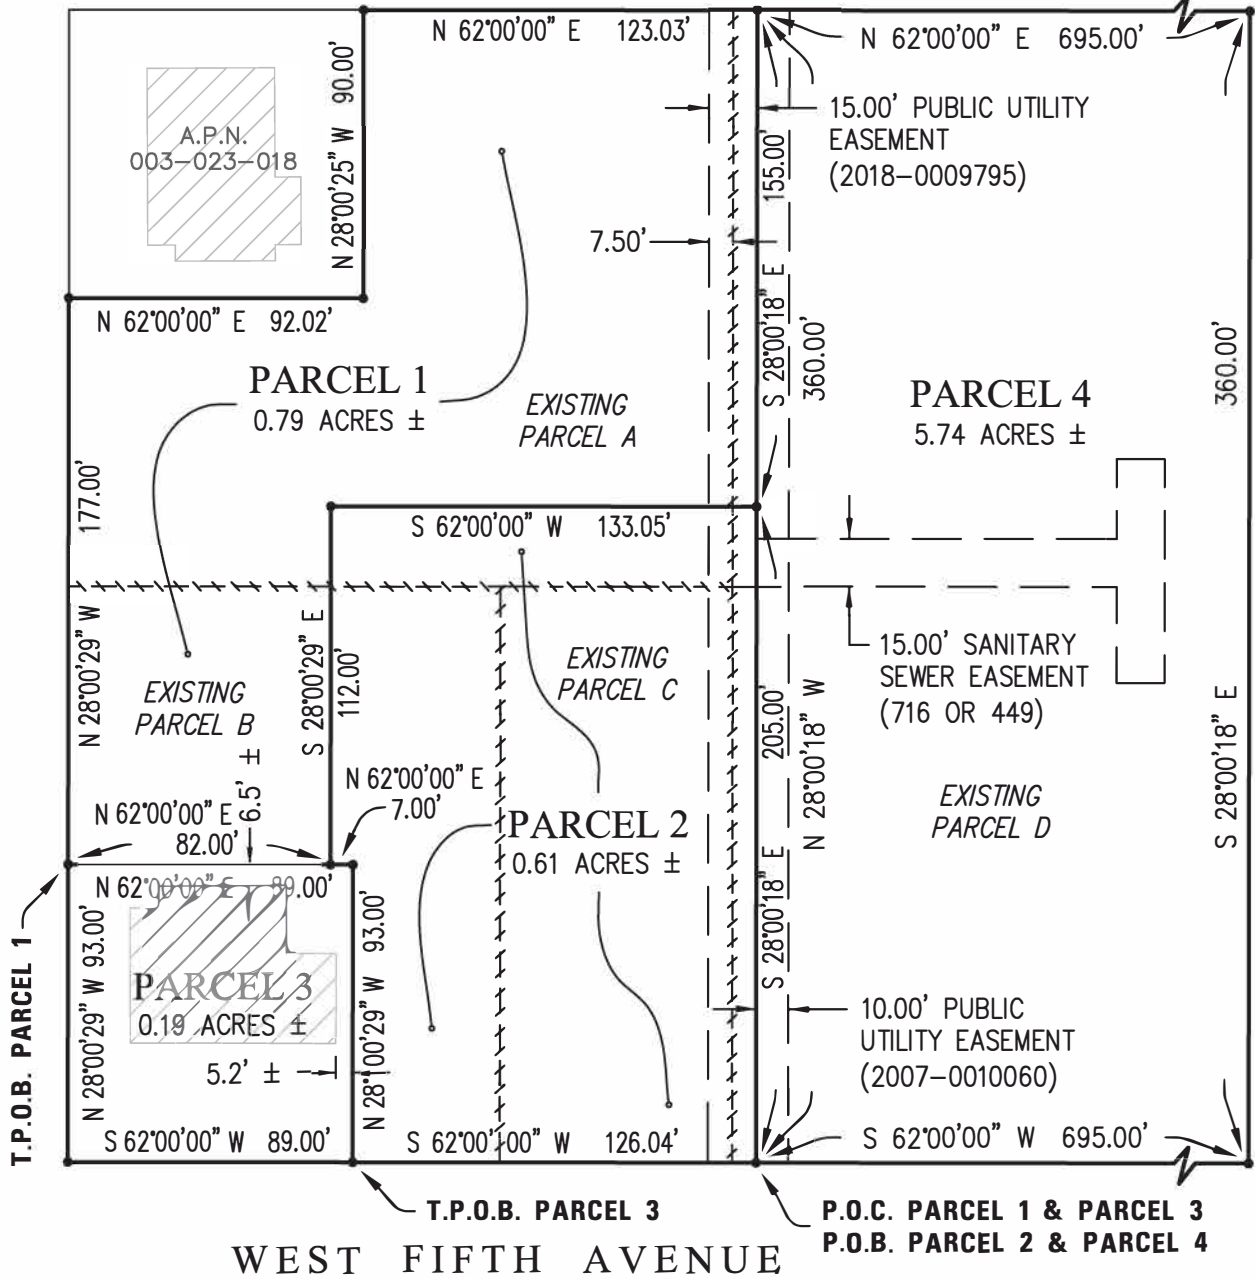 N 62°00'00" E 123.03'
N 62°00'00" E 695.00'
A.P.N.
003-023-018
N 28°00'25" W 90.00'
15.00' PUBLIC UTILITY
EASEMENT
(2018-0009795)
155.00'
7.50'
S 28°00'18" E
360.00'
N 62°00'00" E 92.02'
PARCEL 1
0.79 ACRES ±
EXISTING
PARCEL A
PARCEL 4
5.74 ACRES ±
360.00'
177.00'
N 28°00'29" W
S 62°00'00" W 133.05'
S 28°00'29" E
112.00'
EXISTING
PARCEL B
EXISTING
PARCEL C
15.00' SANITARY
SEWER EASEMENT
(716 OR 449)
205.00'
N 28°00'18" W
S 28°00'18" E
S 28°00'18" E
6.5' ±
N 62°00'00" E
7.00'
N 62°00'00" E
82.00'
PARCEL 2
0.61 ACRES ±
EXISTING
PARCEL D
N 62°00'00" E 89.00'
N 28°00'29" W 93.00'
PARCEL 3
0.19 ACRES ±
5.2' ±
N 28°00'29" W 93.00'
10.00' PUBLIC
UTILITY EASEMENT
(2007-0010060)
T.P.O.B. PARCEL 1
S 62°00'00" W 89.00'
S 62°00'00" W 126.04'
S 62°00'00" W 695.00'
T.P.O.B. PARCEL 3
P.O.C. PARCEL 1 & PARCEL 3
P.O.B. PARCEL 2 & PARCEL 4
WEST FIFTH AVENUE